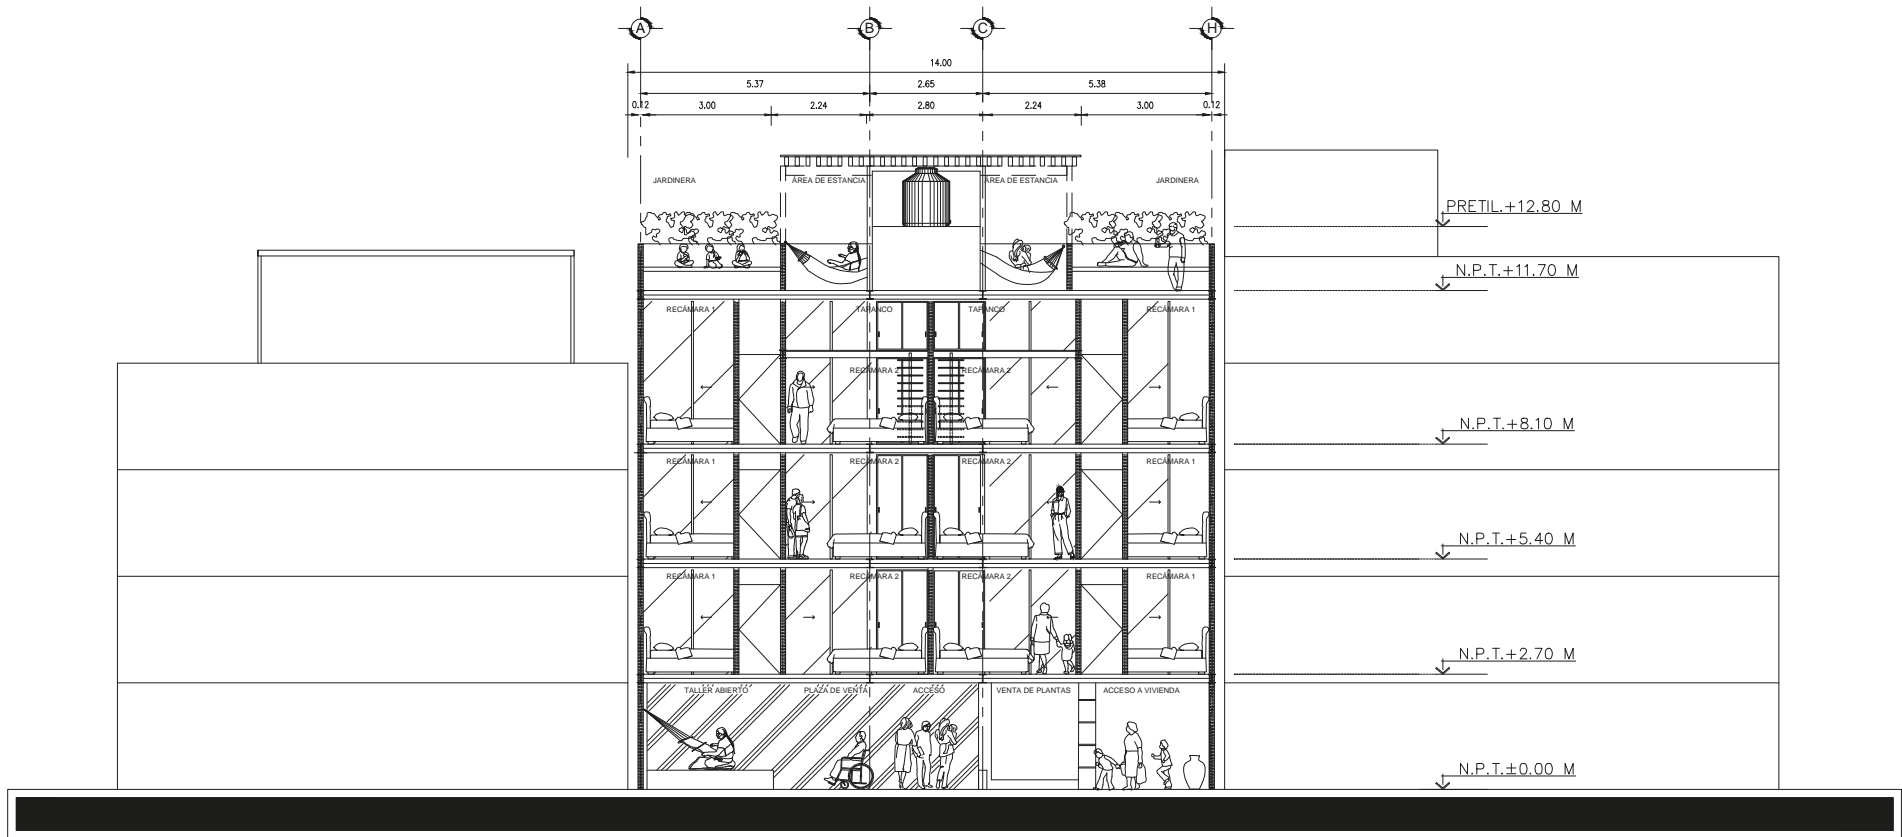 A B C H
14.00
5.37 2.65 5.38
0.12 3.00 2.24 2.80 2.24 3.00 0.12
JARDINERA ÁREA DE ESTANCIA ÁREA DE ESTANCIA JARDINERA
PRETIL.+12.80 M
N.P.T.+11.70 M
RECÁMARA 1 TAPANCO TAPANCO RECÁMARA 1
RECÁMARA 2 RECÁMARA 2
N.P.T.+8.10 M
RECÁMARA 1 RECÁMARA 2 RECÁMARA 2 RECÁMARA 1
N.P.T.+5.40 M
RECÁMARA 1 RECÁMARA 2 RECÁMARA 2 RECÁMARA 1
N.P.T.+2.70 M
TALLER ABIERTO PLAZA DE VENTA ACCESO VENTA DE PLANTAS ACCESO A VIVIENDA
N.P.T.±0.00 M